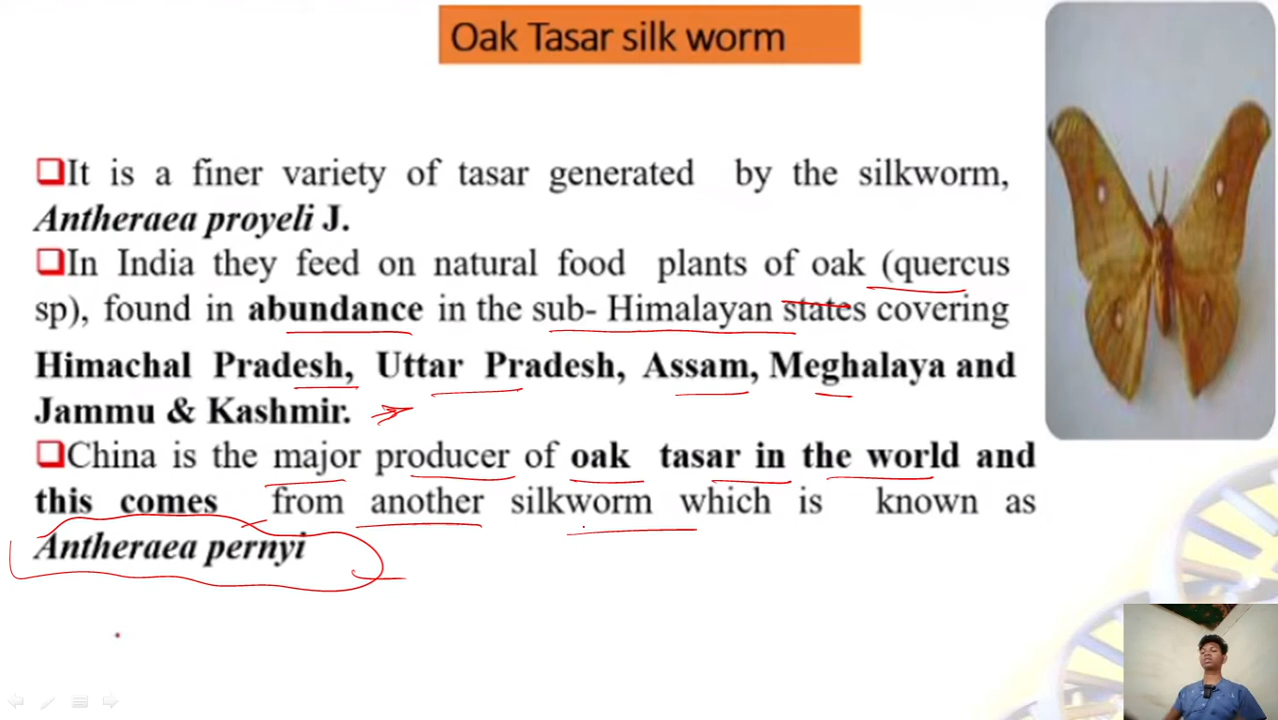 Oak Tasar silk worm
It is a finer variety of tasar generated by the silkworm,
Antheraea proyeli J.
In India they feed on natural food plants of oak (quercus
sp), found in abundance in the sub- Himalayan states covering
Himachal Pradesh, Uttar Pradesh, Assam, Meghalaya and
Jammu & Kashmir.
China is the major producer of oak tasar in the world and
this comes from another silkworm which is known as
Antheraea pernyi